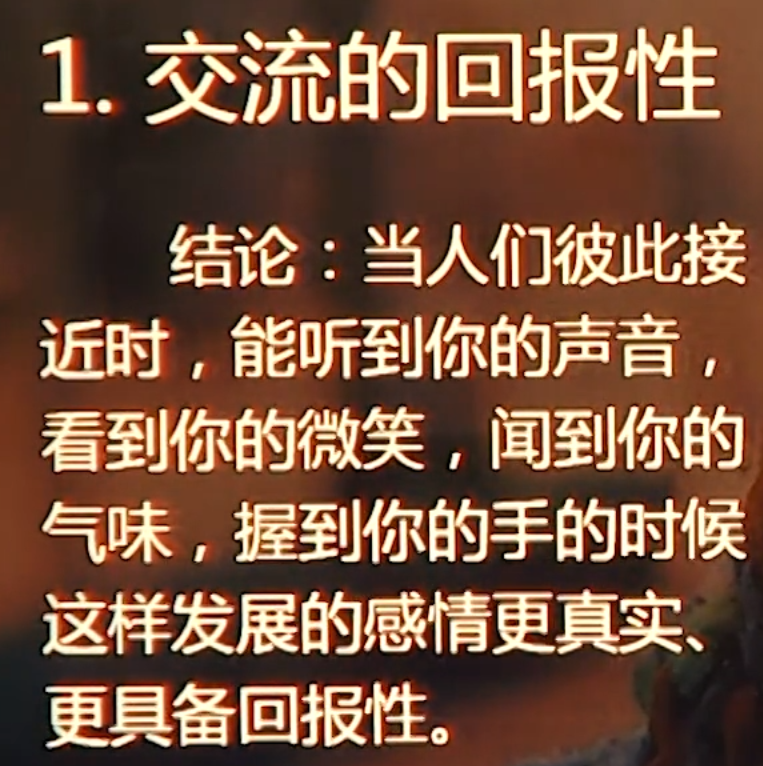 1. 交流的回报性
结论：当人们彼此接
近时，能听到你的声音，
看到你的微笑，闻到你的
气味，握到你的手的时候
这样发展的感情更真实、
更具备回报性。